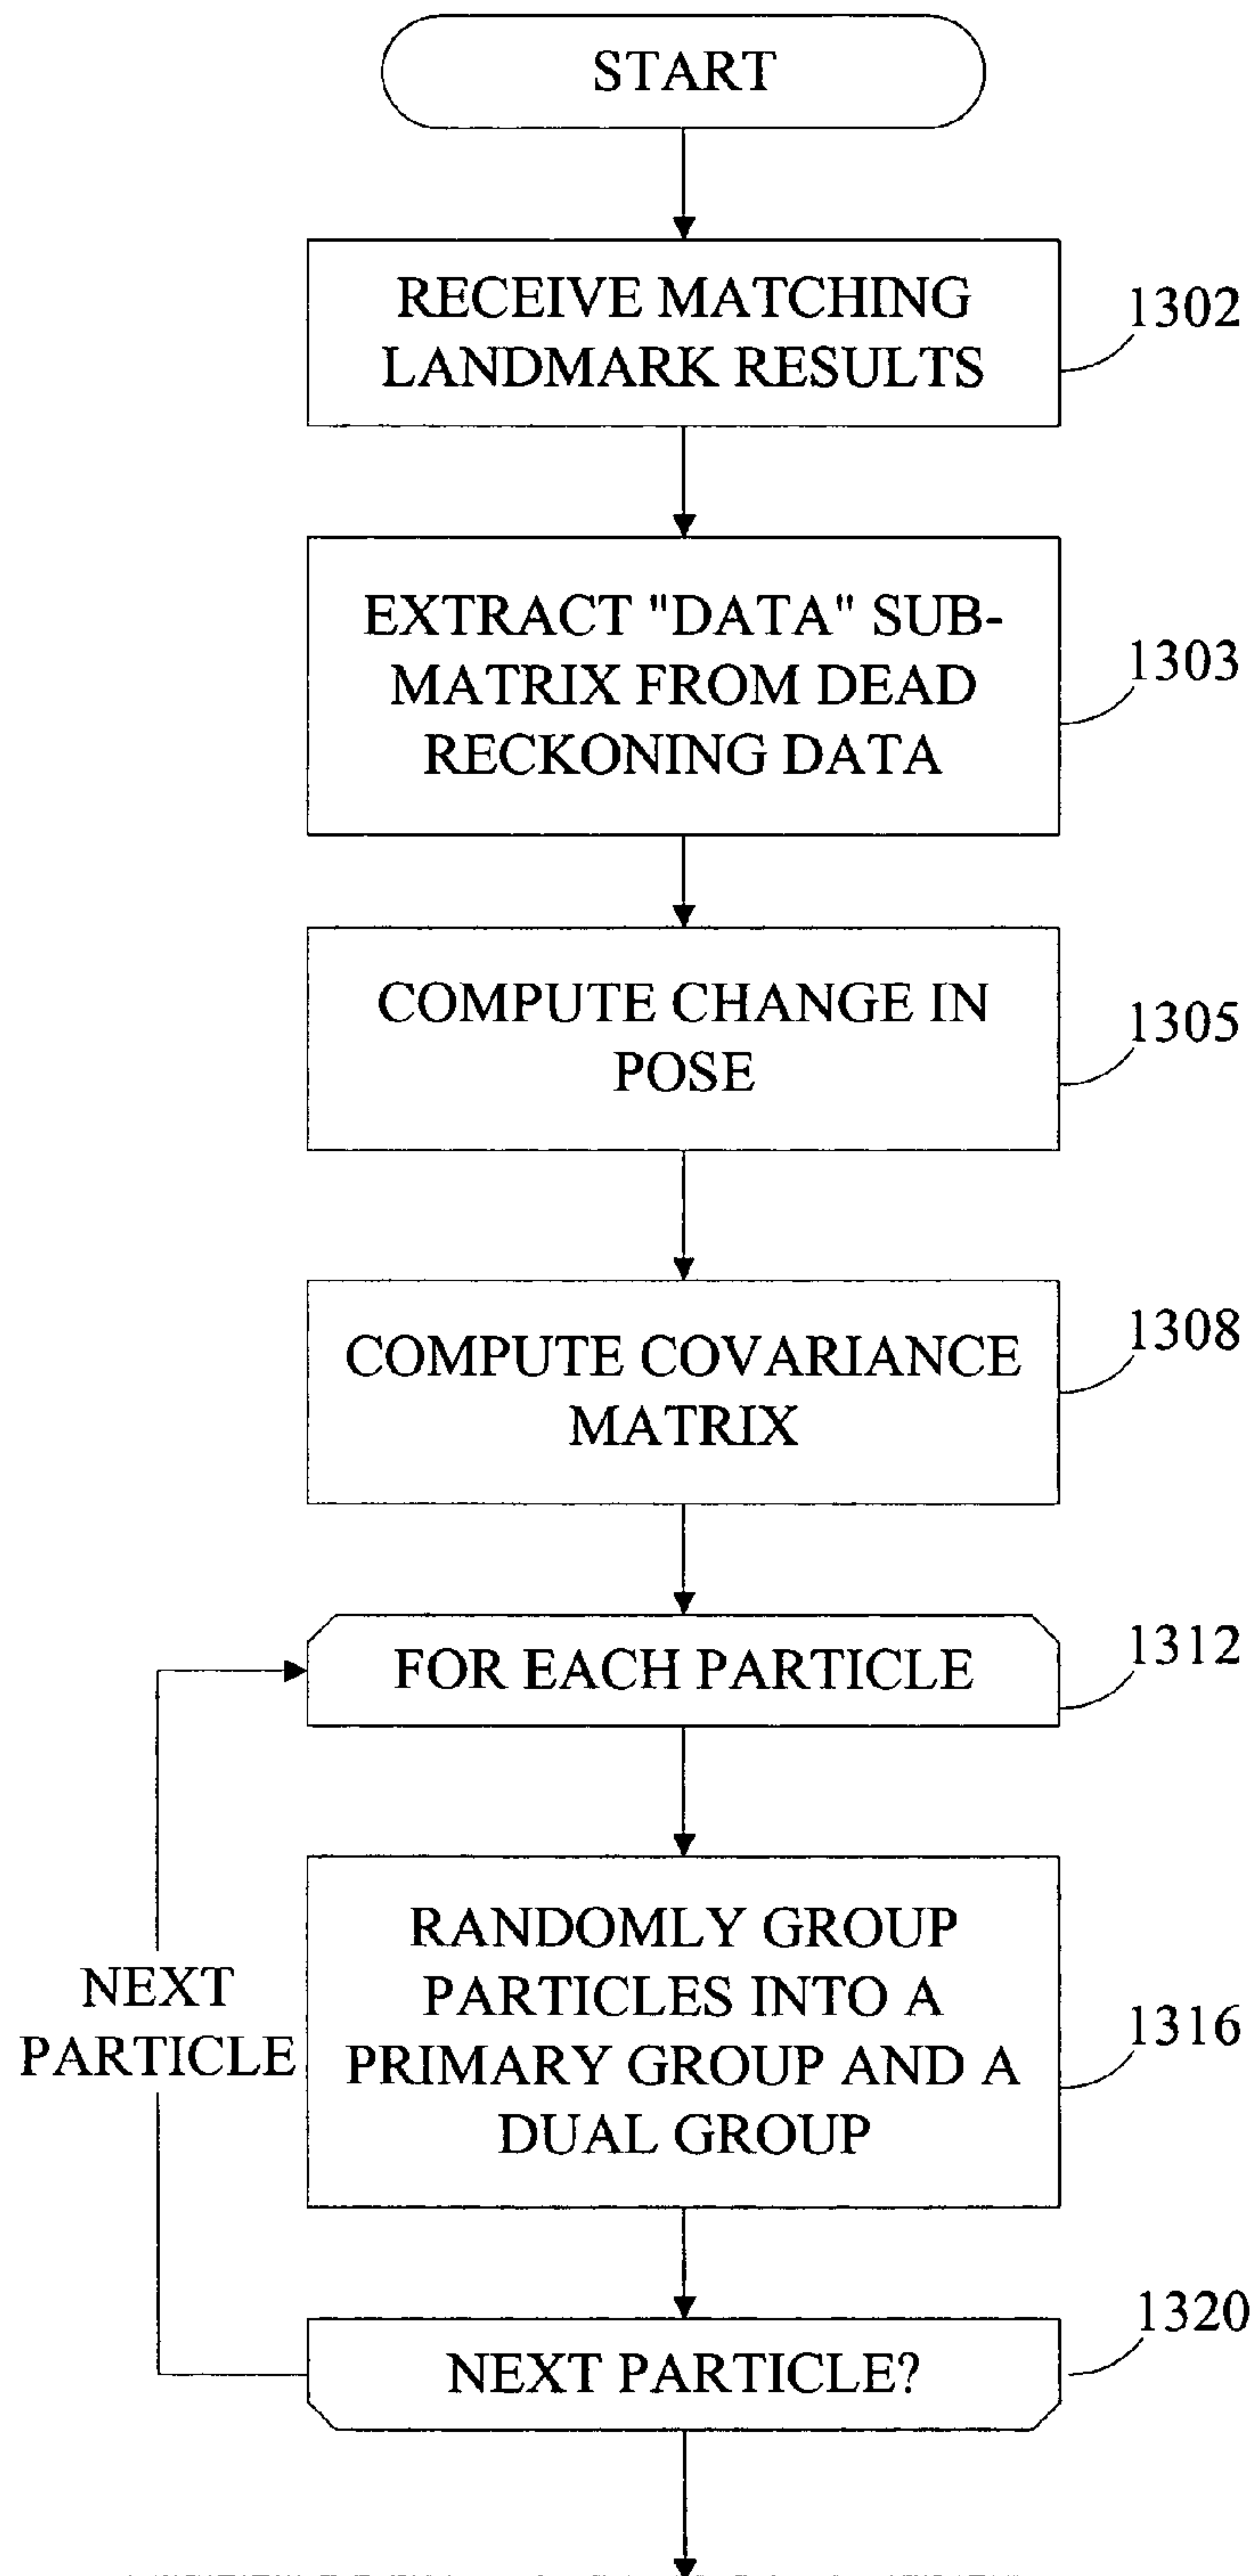 START
RECEIVE MATCHING
LANDMARK RESULTS
1302
EXTRACT "DATA" SUB-
MATRIX FROM DEAD
RECKONING DATA
1303
COMPUTE CHANGE IN
POSE
1305
COMPUTE COVARIANCE
MATRIX
1308
FOR EACH PARTICLE
1312
RANDOMLY GROUP
PARTICLES INTO A
PRIMARY GROUP AND A
DUAL GROUP
1316
NEXT
PARTICLE
NEXT PARTICLE?
1320